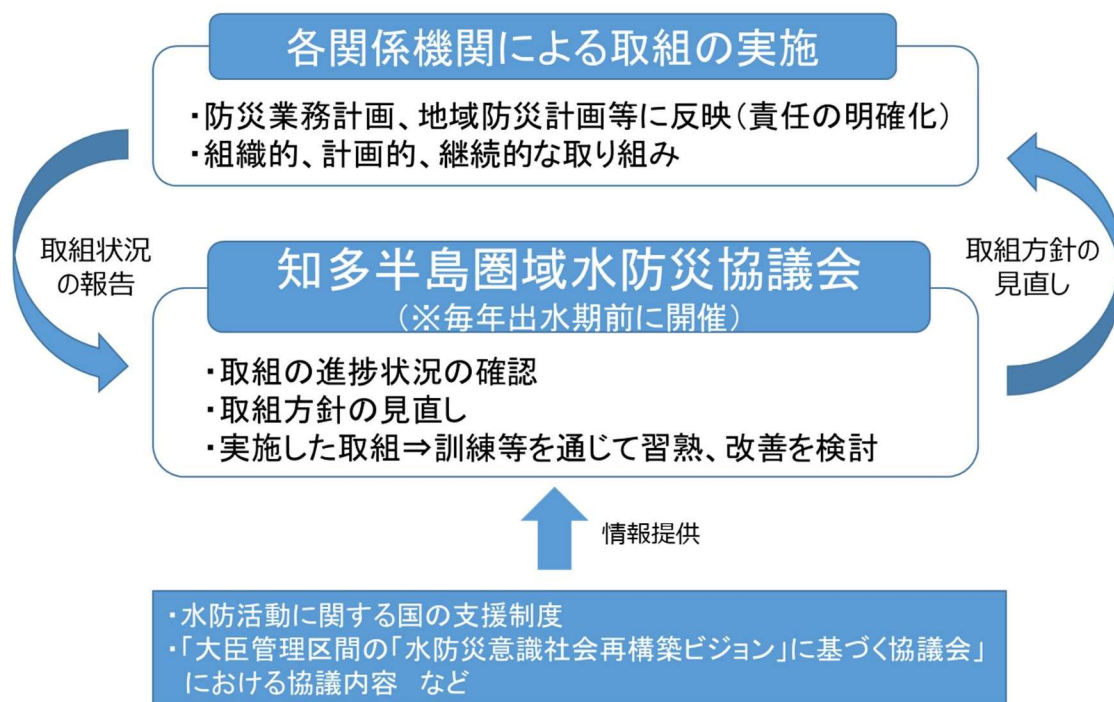 各関係機関による取組の実施
・防災業務計画、地域防災計画等に反映（責任の明確化）
・組織的、計画的、継続的な取り組み
取組状況
の報告
取組方針の
見直し
知多半島圏域水防災協議会
（※毎年出水期前に開催）
・取組の進捗状況の確認
・取組方針の見直し
・実施した取組⇒訓練等を通じて習熟、改善を検討
情報提供
・水防活動に関する国の支援制度
・「大臣管理区間の「水防災意識社会再構築ビジョン」に基づく協議会」
における協議内容　など